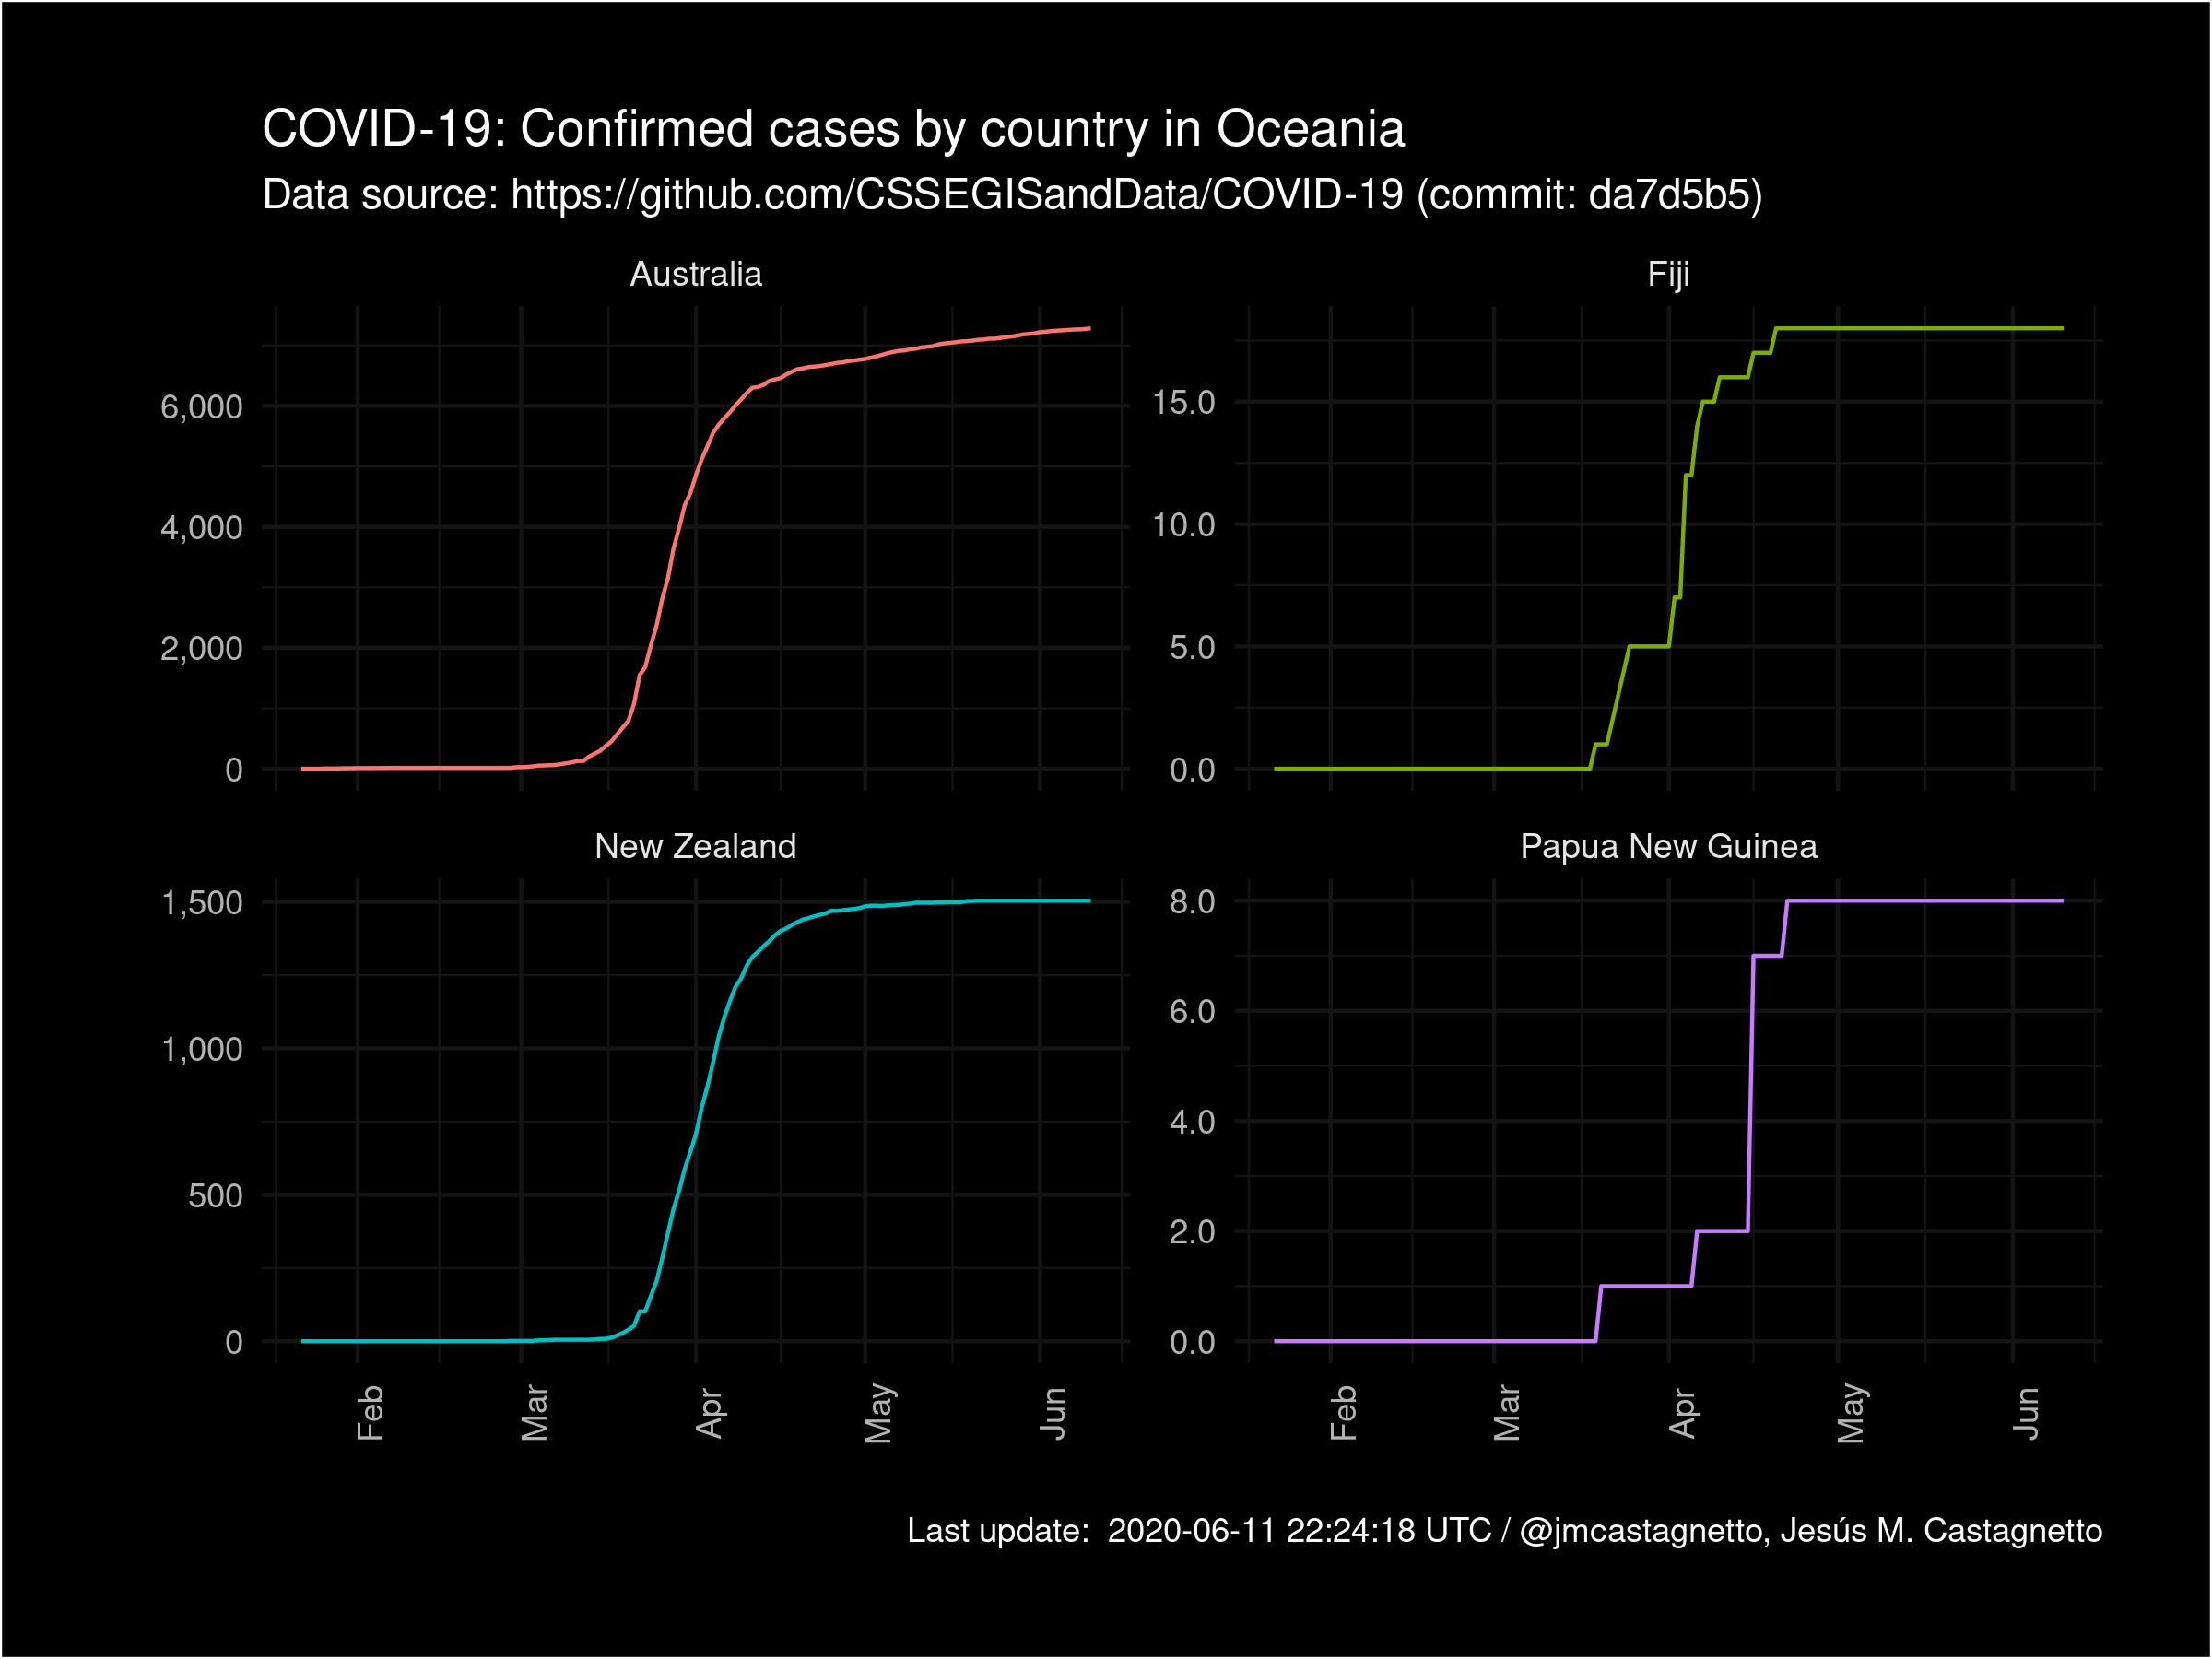 COVID-19: Confirmed cases by country in Oceania
Data source: https://github.com/CSSEGISandData/COVID-19 (commit: da7d5b5)
Australia
6,000
4,000
2,000
0
Fiji
15.0
10.0
5.0
0.0
New Zealand
1,500
1,000
500
0
Feb
Mar
Apr
May
Jun
Papua New Guinea
8.0
6.0
4.0
2.0
0.0
Feb
Mar
Apr
May
Jun
Last update:  2020-06-11 22:24:18 UTC / @jmcastagnetto, Jesús M. Castagnetto